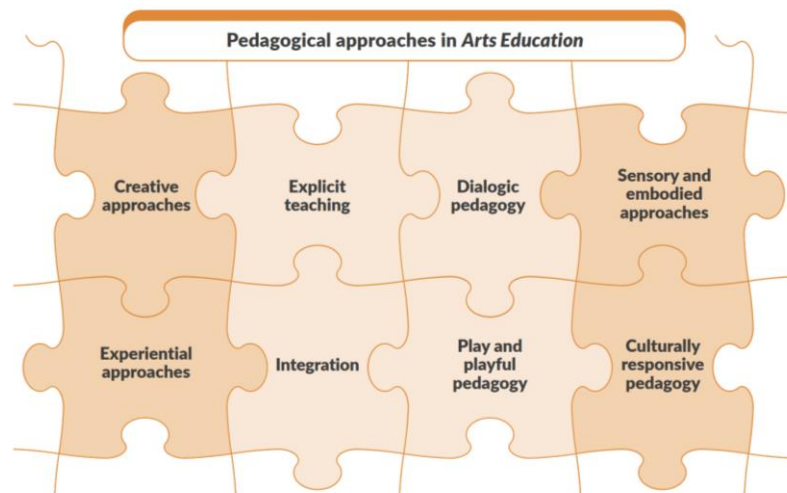 Pedagogical approaches in Arts Education
Creative
approaches
Explicit
teaching
Dialogic
pedagogy
Sensory and
embodied
approaches
Experiential
approaches
Integration
Play and
playful
pedagogy
Culturally
responsive
pedagogy